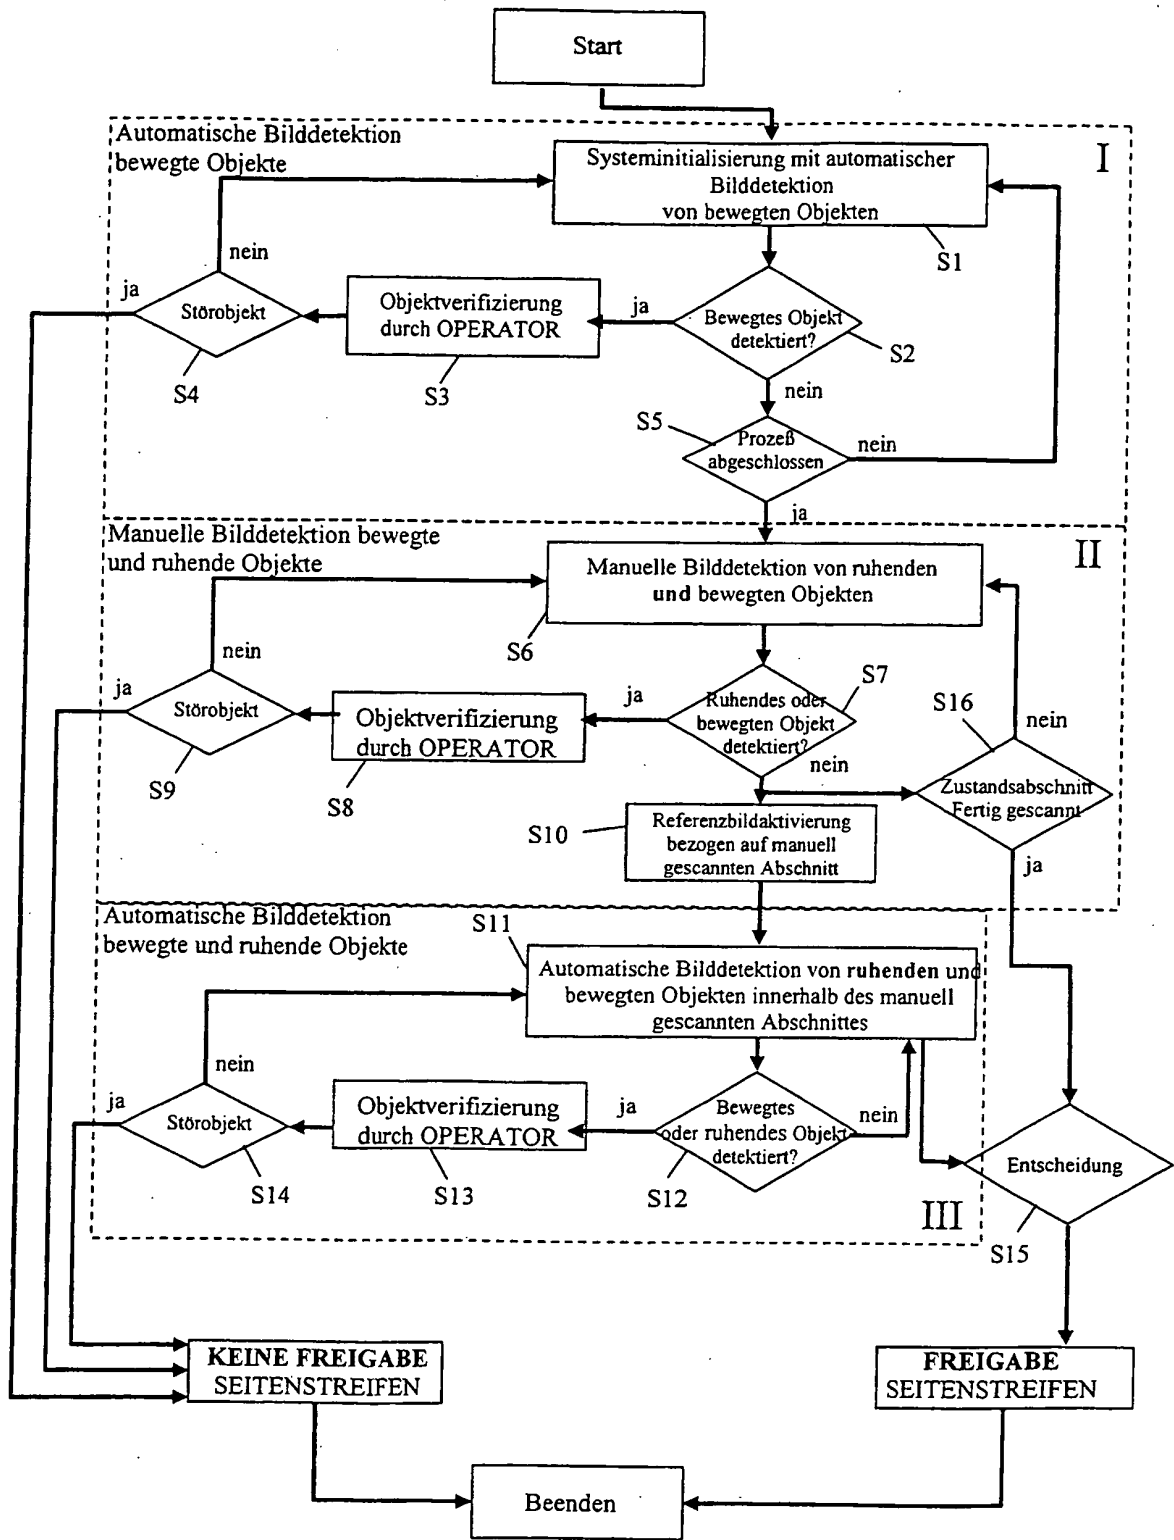 Start
Automatische Bilddetektion
bewegte Objekte
I
Systeminitialisierung mit automatischer
Bilddetektion
von bewegten Objekten
S1
nein
ja
Störobjekt
S4
Objektverifizierung
durch OPERATOR
S3
ja
Bewegtes Objekt
detektiert?
S2
nein
S5
Prozeß
abgeschlossen
nein
ja
Manuelle Bilddetektion bewegte
und ruhende Objekte
II
Manuelle Bilddetektion von ruhenden
und bewegten Objekten
S6
nein
ja
Störobjekt
S9
Objektverifizierung
durch OPERATOR
S8
ja
Ruhendes oder
bewegten Objekt
detektiert?
S7
nein
S16
nein
Zustandsabschnitt
Fertig gescannt
ja
S10
Referenzbildaktivierung
bezogen auf manuell
gescannten Abschnitt
Automatische Bilddetektion
bewegte und ruhende Objekte
S11
Automatische Bilddetektion von ruhenden und
bewegten Objekten innerhalb des manuell
gescannten Abschnittes
nein
ja
Störobjekt
S14
Objektverifizierung
durch OPERATOR
S13
ja
Bewegtes
oder ruhendes Objekt
detektiert?
S12
nein
III
Entscheidung
S15
KEINE FREIGABE
SEITENSTREIFEN
FREIGABE
SEITENSTREIFEN
Beenden